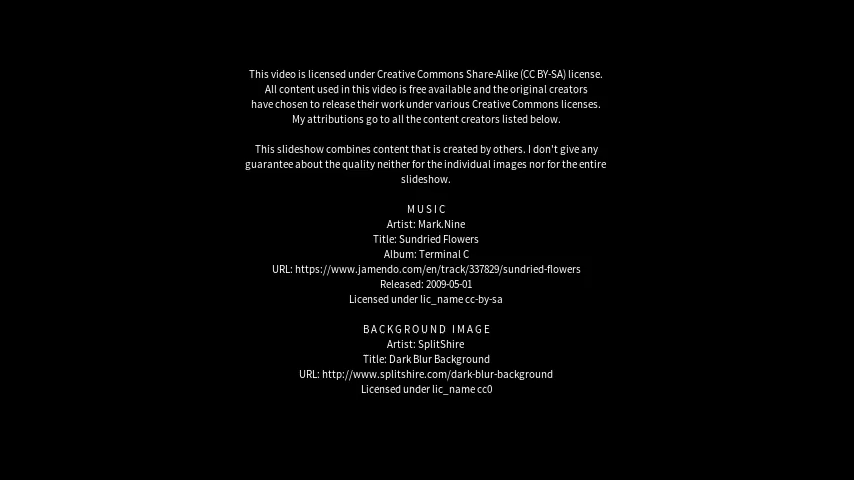 This video is licensed under Creative Commons Share-Alike (CC BY-SA) license.
All content used in this video is free available and the original creators
have chosen to release their work under various Creative Commons licenses.
My attributions go to all the content creators listed below.
This slideshow combines content that is created by others. I don't give any
guarantee about the quality neither for the individual images nor for the entire
slideshow.
MUSIC
Artist: Mark.Nine
Title: Sundried Flowers
Album: Terminal C
URL: https://www.jamendo.com/en/track/337829/sundried-flowers
Released: 2009-05-01
Licensed under lic_name cc-by-sa
BACKGROUND IMAGE
Artist: SplitShire
Title: Dark Blur Background
URL: http://www.splitshire.com/dark-blur-background
Licensed under lic_name cc0